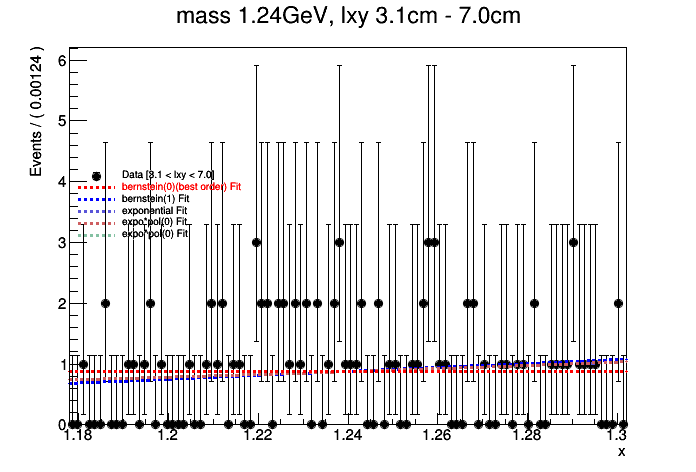 mass 1.24GeV, lxy 3.1cm - 7.0cm
Events / ( 0.00124 )
6
5
4
3
2
1
0
Data [3.1 < lxy < 7.0]
bernstein(0)(best order) Fit
bernstein(1) Fit
exponential Fit
expo*pol(0) Fit
expo*pol(0) Fit
1.18 1.2 1.22 1.24 1.26 1.28 1.3
x